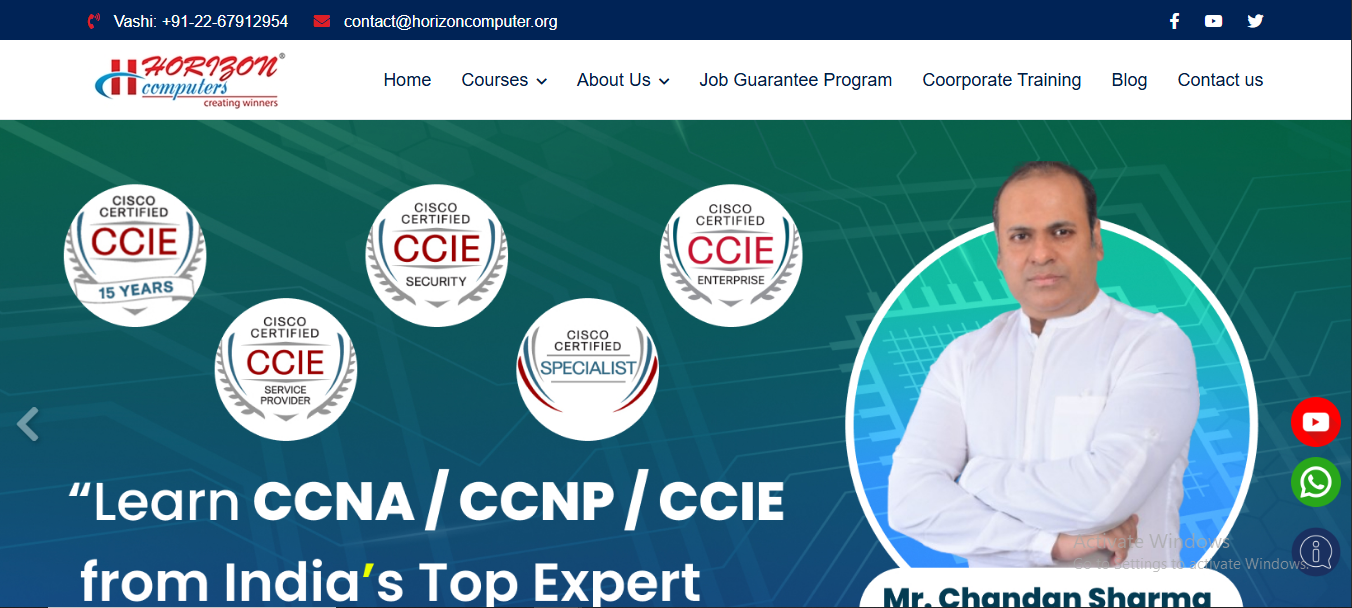 Vashi: +91-22-67912954 contact@horizoncomputer.org
HORIZON®
computers
creating winners
Home Courses About Us Job Guarantee Program Coorporate Training Blog Contact us
CISCO
CERTIFIED
CCIE
15 YEARS
CISCO
CERTIFIED
CCIE
SECURITY
CISCO
CERTIFIED
CCIE
ENTERPRISE
CISCO
CERTIFIED
CCIE
SERVICE
PROVIDER
CISCO
CERTIFIED
SPECIALIST
“Learn CCNA / CCNP / CCIE
from India’s Top Expert
Mr. Chandan Sharma
Activate Windows
Go to Settings to activate Windows.